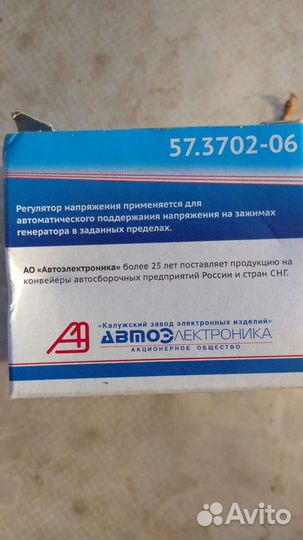 57.3702-06
Регулятор напряжения применяется для
автоматического поддержания напряжения на зажимах
генератора в заданных пределах.
АО «Автоэлектроника» более 25 лет поставляет продукцию на
конвейеры автосборочных предприятий России и стран СНГ.
«Калужский завод электронных изделий»
АВТОЭЛЕКТРОНИКА
АКЦИОНЕРНОЕ ОБЩЕСТВО
Avito